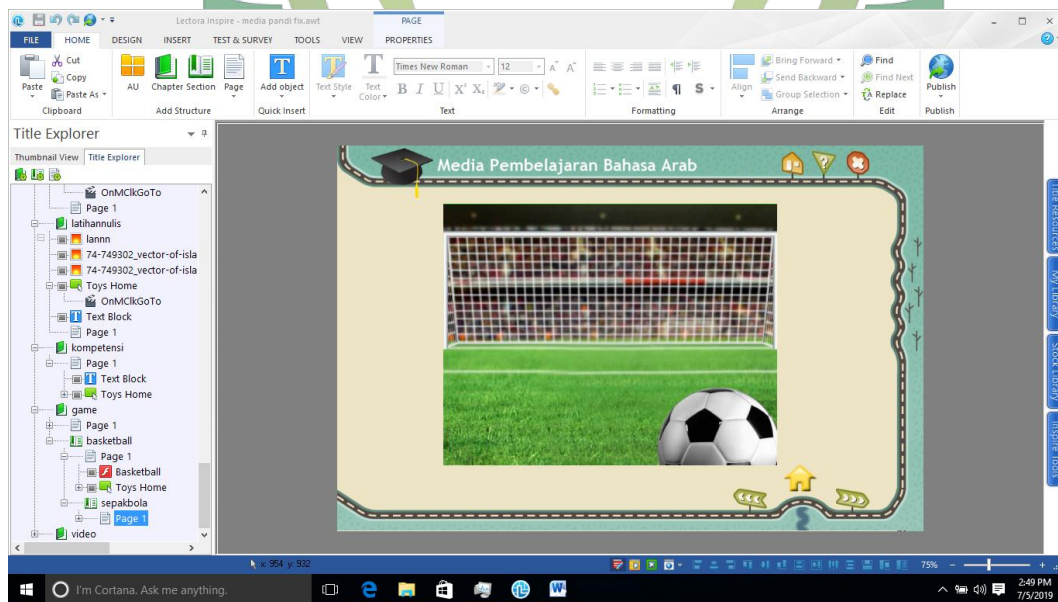 Lectora inspire - media pandi fix.awt
PAGE
FILE HOME DESIGN INSERT TEST & SURVEY TOOLS VIEW PROPERTIES
Paste
Cut
Copy
Paste As
Clipboard
AU Chapter Section Page
Add Structure
Add object
Quick Insert
Text Style
Text Color
Times New Roman 12
B I U X² X₂
Text
Formatting
Align
Bring Forward
Send Backward
Group Selection
Arrange
Find
Find Next
Replace
Edit
Publish
Publish
Title Explorer
Thumbnail View Title Explorer
OnMClkGoTo
Page 1
latihannulis
lannn
74-749302_vector-of-isla
74-749302_vector-of-isla
Toys Home
OnMClkGoTo
Text Block
Page 1
kompetensi
Page 1
Text Block
Toys Home
game
Page 1
basketball
Page 1
Basketball
Toys Home
sepakbola
Page 1
video
Media Pembelajaran Bahasa Arab
Title Resources
My Library
Stock Library
Inspire Tools
x: 954 y: 932
75%
I'm Cortana. Ask me anything.
2:49 PM
7/5/2019